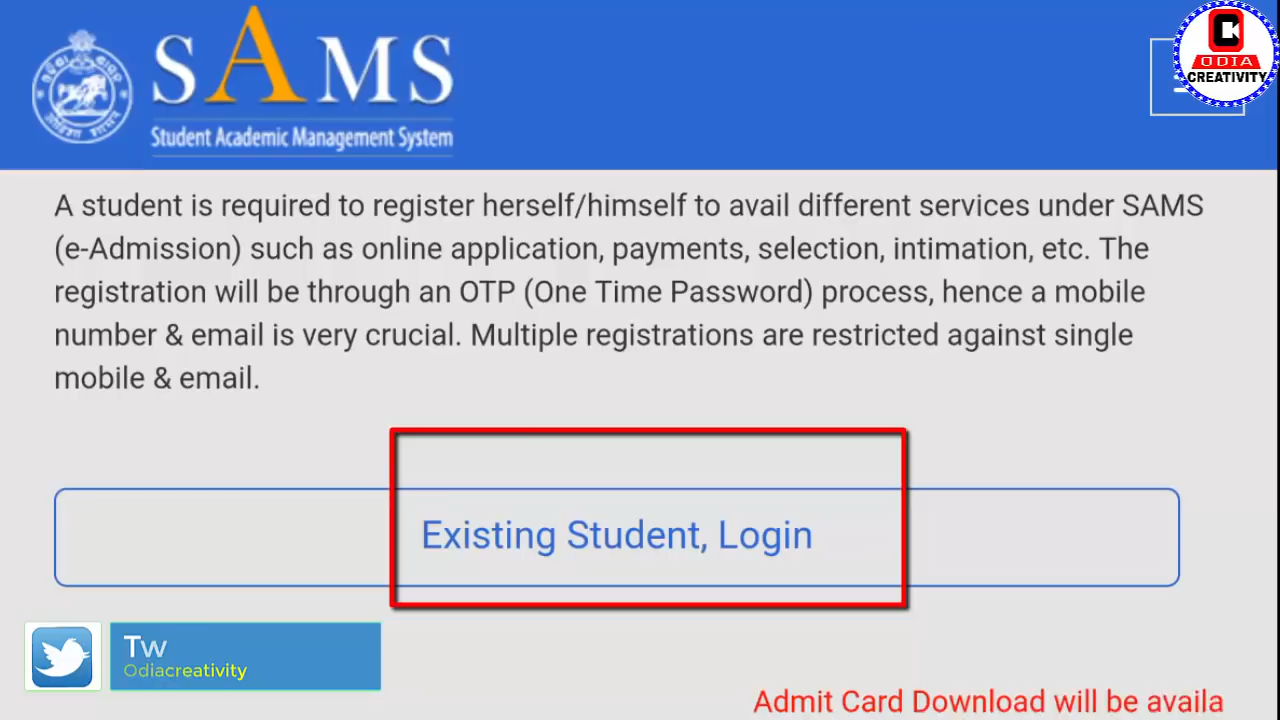 SAMS
Student Academic Management System
ODIA
CREATIVITY
A student is required to register herself/himself to avail different services under SAMS
(e-Admission) such as online application, payments, selection, intimation, etc. The
registration will be through an OTP (One Time Password) process, hence a mobile
number & email is very crucial. Multiple registrations are restricted against single
mobile & email.
Existing Student, Login
Tw
Odiacreativity
Admit Card Download will be availa